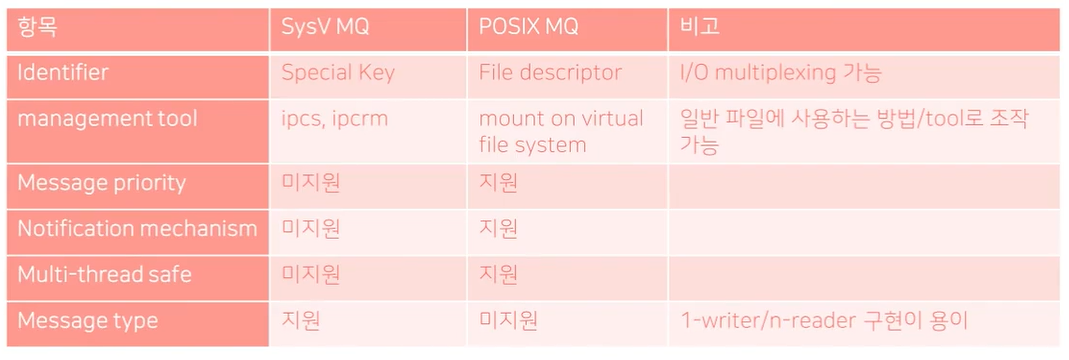 항목 SysV MQ POSIX MQ 비고
Identifier Special Key File descriptor I/O multiplexing 가능
management tool ipcs, ipcrm mount on virtual 일반 파일에 사용하는 방법/tool로 조작
file system 가능
Message priority 미지원 지원
Notification mechanism 미지원 지원
Multi-thread safe 미지원 지원
Message type 지원 미지원 1-writer/n-reader 구현이 용이